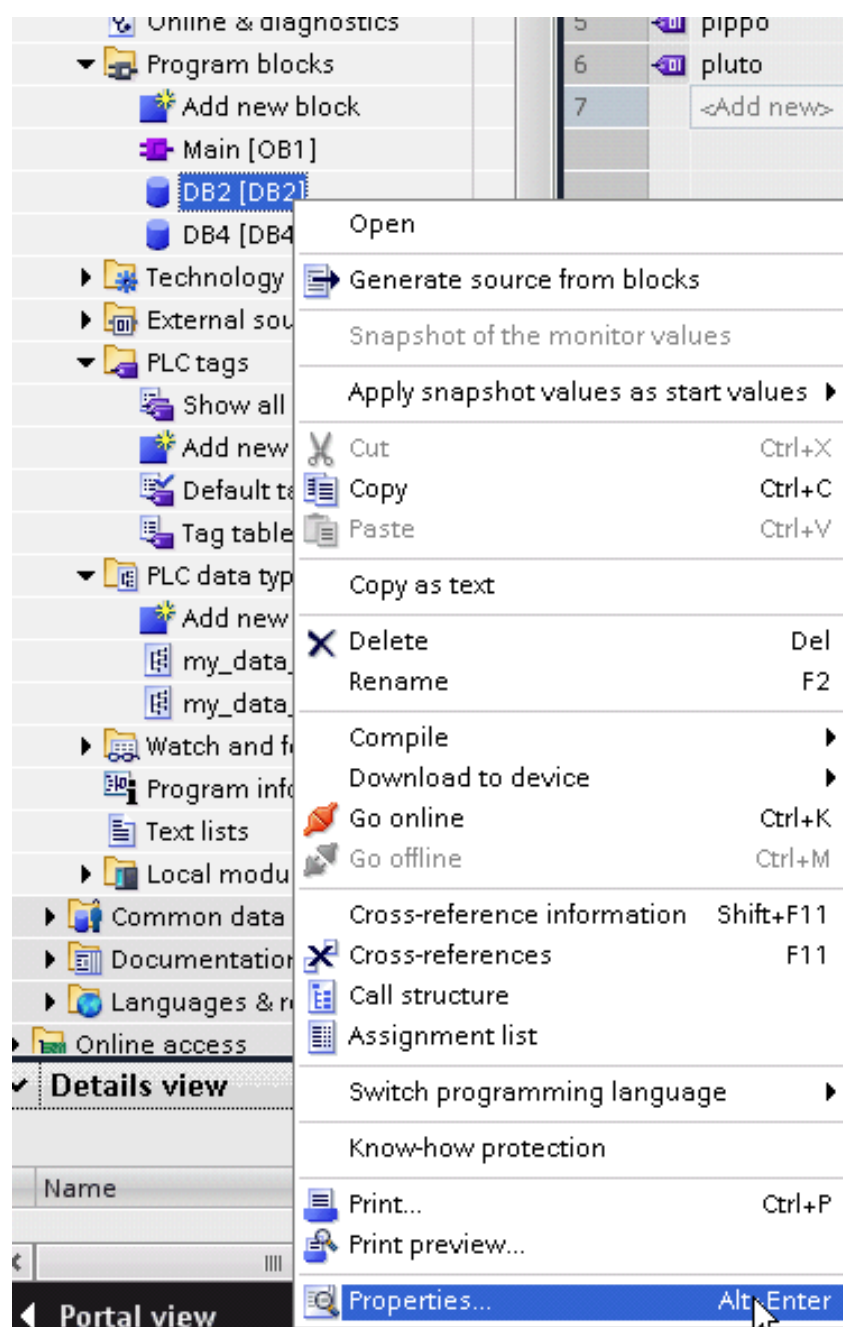 Online & diagnostics
Program blocks
Add new block
Main [OB1]
DB2 [DB2]
DB4 [DB4
Technology
External sou
PLC tags
Show all
Add new
Default ta
Tag table
PLC data typ
Add new
my_data_
my_data_
Watch and fo
Program info
Text lists
Local modu
Common data
Documentation
Languages & r
Online access
Details view
Name
Portal view
5 pippo
6 pluto
7 <Add new>
Open
Generate source from blocks
Snapshot of the monitor values
Apply snapshot values as start values
Cut Ctrl+X
Copy Ctrl+C
Paste Ctrl+V
Copy as text
Delete Del
Rename F2
Compile
Download to device
Go online Ctrl+K
Go offline Ctrl+M
Cross-reference information Shift+F11
Cross-references F11
Call structure
Assignment list
Switch programming language
Know-how protection
Print... Ctrl+P
Print preview...
Properties... Alt+Enter